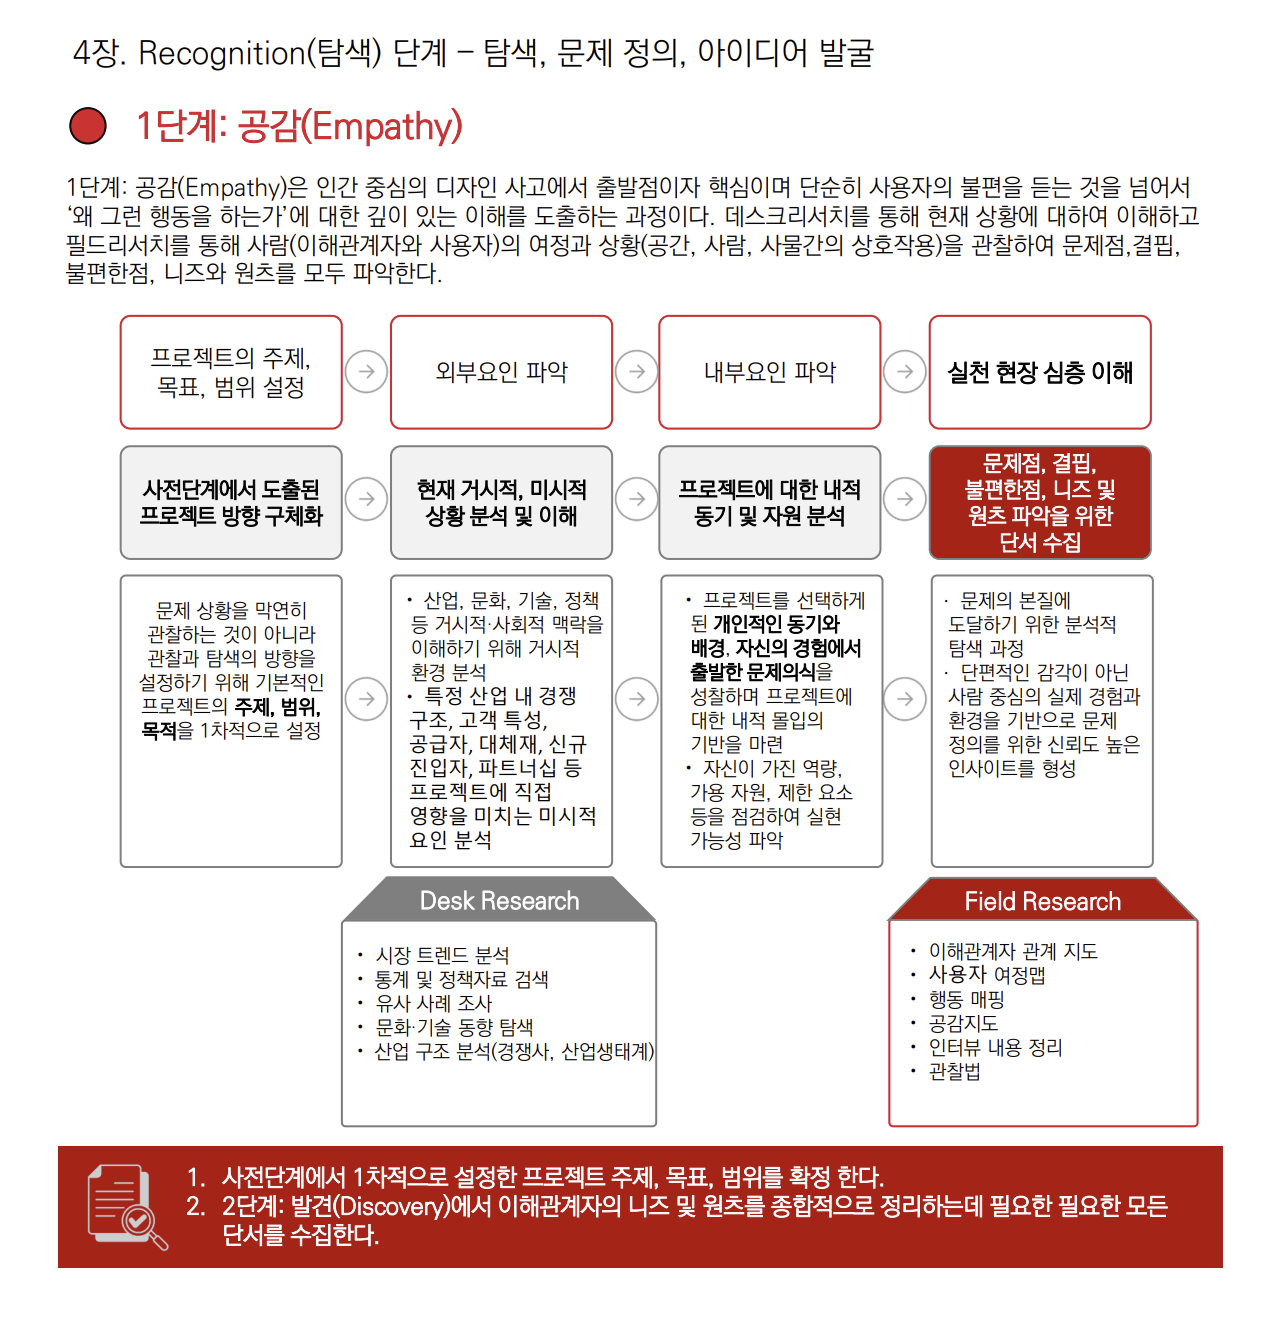 4장. Recognition(탐색) 단계 – 탐색, 문제 정의, 아이디어 발굴
1단계: 공감(Empathy)
1단계: 공감(Empathy)은 인간 중심의 디자인 사고에서 출발점이자 핵심이며 단순히 사용자의 불편을 듣는 것을 넘어서
‘왜 그런 행동을 하는가’에 대한 깊이 있는 이해를 도출하는 과정이다. 데스크리서치를 통해 현재 상황에 대하여 이해하고
필드리서치를 통해 사람(이해관계자와 사용자)의 여정과 상황(공간, 사람, 사물간의 상호작용)을 관찰하여 문제점,결핍,
불편한점, 니즈와 원츠를 모두 파악한다.
프로젝트의 주제,
목표, 범위 설정
외부요인 파악
내부요인 파악
실천 현장 심층 이해
사전단계에서 도출된
프로젝트 방향 구체화
현재 거시적, 미시적
상황 분석 및 이해
프로젝트에 대한 내적
동기 및 자원 분석
문제점, 결핍,
불편한점, 니즈 및
원츠 파악을 위한
단서 수집
문제 상황을 막연히
관찰하는 것이 아니라
관찰과 탐색의 방향을
설정하기 위해 기본적인
프로젝트의 주제, 범위,
목적을 1차적으로 설정
• 산업, 문화, 기술, 정책
등 거시적·사회적 맥락을
이해하기 위해 거시적
환경 분석
• 특정 산업 내 경쟁
구조, 고객 특성,
공급자, 대체재, 신규
진입자, 파트너십 등
프로젝트에 직접
영향을 미치는 미시적
요인 분석
• 프로젝트를 선택하게
된 개인적인 동기와
배경, 자신의 경험에서
출발한 문제의식을
성찰하며 프로젝트에
대한 내적 몰입의
기반을 마련
• 자신이 가진 역량,
가용 자원, 제한 요소
등을 점검하여 실현
가능성 파악
· 문제의 본질에
도달하기 위한 분석적
탐색 과정
· 단편적인 감각이 아닌
사람 중심의 실제 경험과
환경을 기반으로 문제
정의를 위한 신뢰도 높은
인사이트를 형성
Desk Research
• 시장 트렌드 분석
• 통계 및 정책자료 검색
• 유사 사례 조사
• 문화·기술 동향 탐색
• 산업 구조 분석(경쟁사, 산업생태계)
Field Research
• 이해관계자 관계 지도
• 사용자 여정맵
• 행동 매핑
• 공감지도
• 인터뷰 내용 정리
• 관찰법
1. 사전단계에서 1차적으로 설정한 프로젝트 주제, 목표, 범위를 확정 한다.
2. 2단계: 발견(Discovery)에서 이해관계자의 니즈 및 원츠를 종합적으로 정리하는데 필요한 필요한 모든
단서를 수집한다.